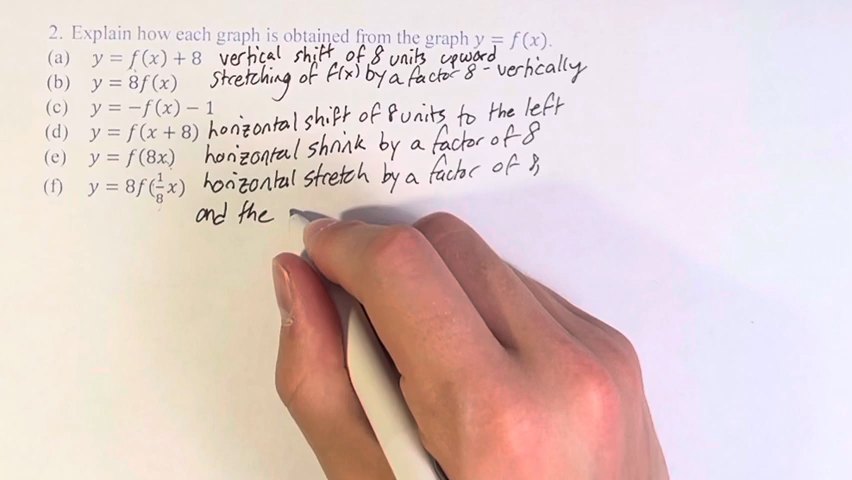 2. Explain how each graph is obtained from the graph y = f(x).
(a) y = f(x) + 8 vertical shift of 8 units upward
(b) y = 8f(x) stretching of f(x) by a factor 8 - vertically
(c) y = −f(x) − 1
(d) y = f(x + 8) horizontal shift of 8 units to the left
(e) y = f(8x) horizontal shrink by a factor of 8
(f) y = 8f(1/8 x) horizontal stretch by a factor of 8,
and the